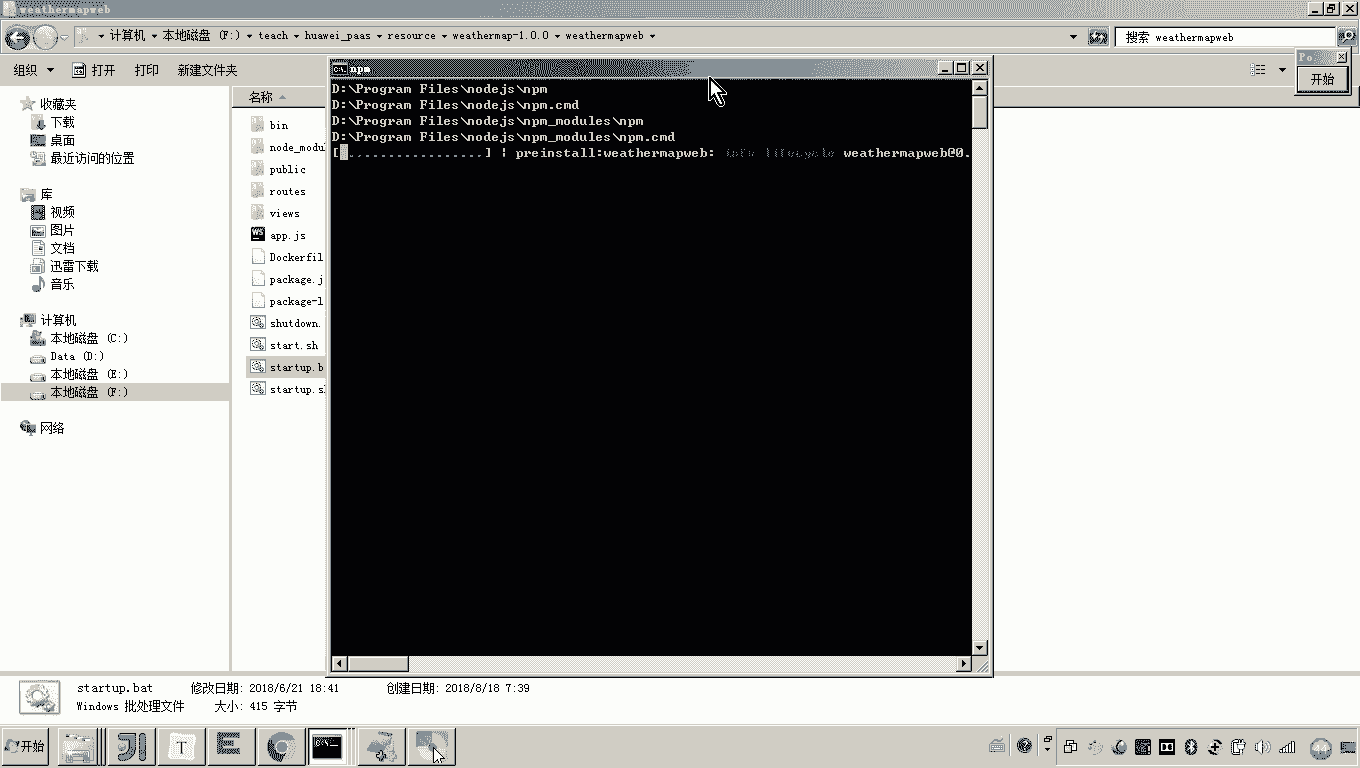 weathermapweb
计算机 本地磁盘 (F:) teach huawei_paas resource weathermap-1.0.0 weathermapweb
搜索 weathermapweb
组织 打开 打印 新建文件夹
Po.
开始
收藏夹
下载
桌面
最近访问的位置
库
视频
图片
文档
迅雷下载
音乐
计算机
本地磁盘 (C:)
Data (D:)
本地磁盘 (E:)
本地磁盘 (F:)
网络
名称
bin
node_modu
public
routes
views
app.js
Dockerfil
package.j
package-l
shutdown.
start.sh
startup.b
startup.s
npm
D:\Program Files\nodejs\npm
D:\Program Files\nodejs\npm.cmd
D:\Program Files\nodejs\npm_modules\npm
D:\Program Files\nodejs\npm_modules\npm.cmd
[.................] | preinstall:weathermapweb: info lifecycle weathermapweb@0.
startup.bat 修改日期: 2018/6/21 18:41 创建日期: 2018/8/18 7:39
Windows 批处理文件 大小: 415 字节
开始